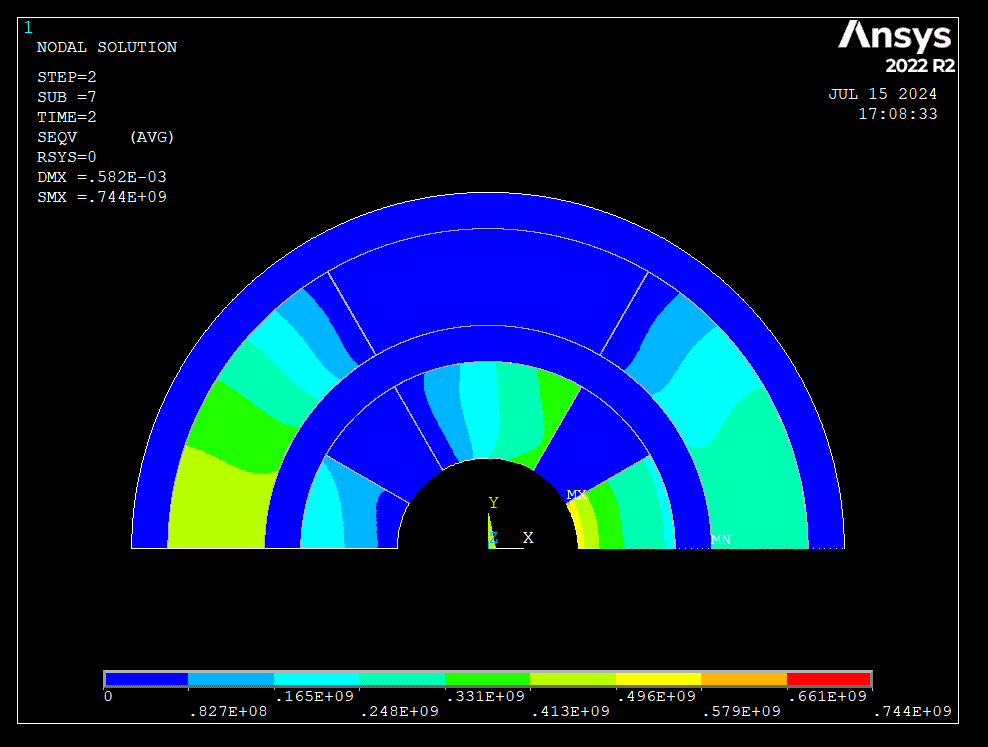 1
NODAL SOLUTION
STEP=2
SUB =7
TIME=2
SEQV     (AVG)
RSYS=0
DMX =.582E-03
SMX =.744E+09
Ansys
2022 R2
JUL 15 2024
17:08:33
MX
Y
Z
X
MN
0
.165E+09
.331E+09
.496E+09
.661E+09
.827E+08
.248E+09
.413E+09
.579E+09
.744E+09